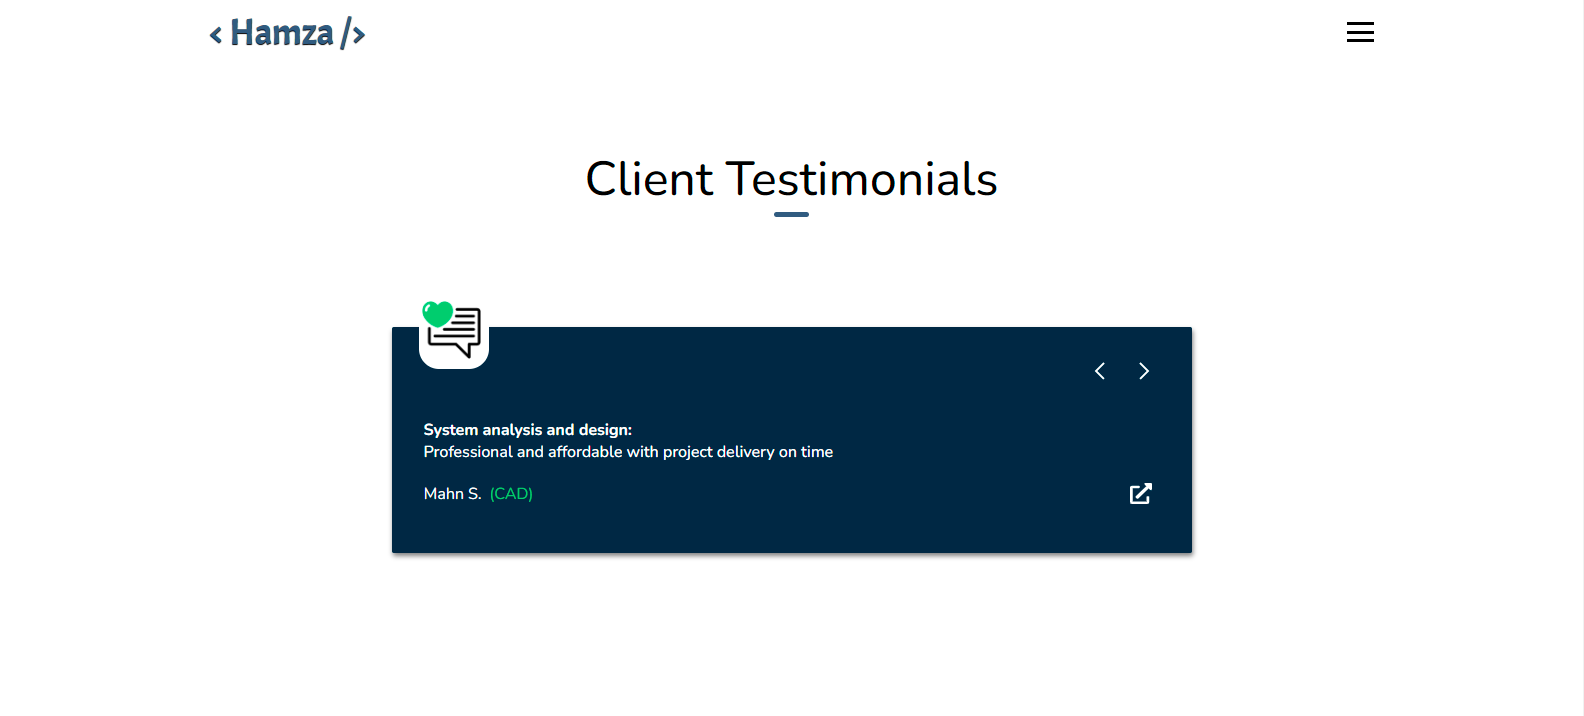 < Hamza />
Client Testimonials
System analysis and design:
Professional and affordable with project delivery on time
Mahn S. (CAD)